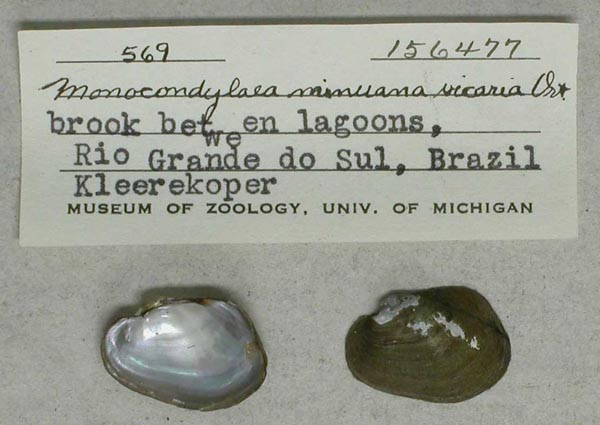 569 156477
Monocondylaea minuana vicaria Ort
brook between lagoons,
Rio Grande do Sul, Brazil
Kleerekoper
MUSEUM OF ZOOLOGY, UNIV. OF MICHIGAN